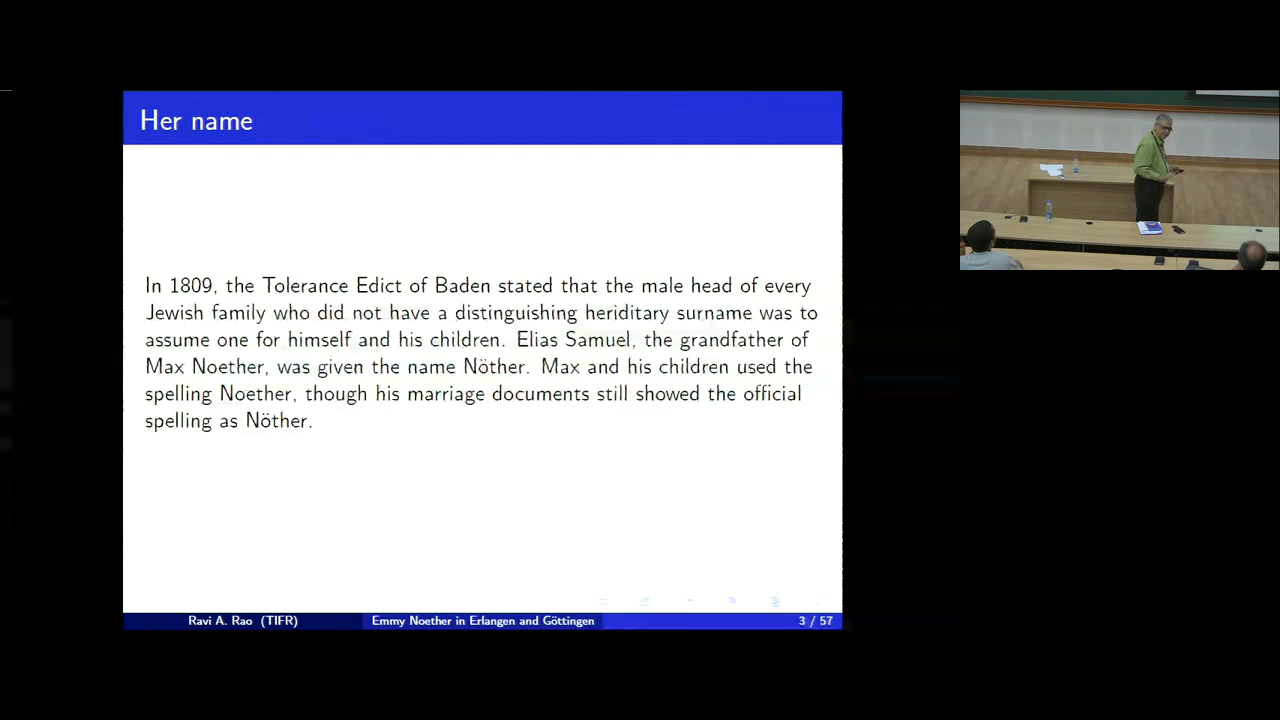 Her name
In 1809, the Tolerance Edict of Baden stated that the male head of every
Jewish family who did not have a distinguishing heriditary surname was to
assume one for himself and his children. Elias Samuel, the grandfather of
Max Noether, was given the name Nöther. Max and his children used the
spelling Noether, though his marriage documents still showed the official
spelling as Nöther.
Ravi A. Rao (TIFR) Emmy Noether in Erlangen and Göttingen 3 / 57